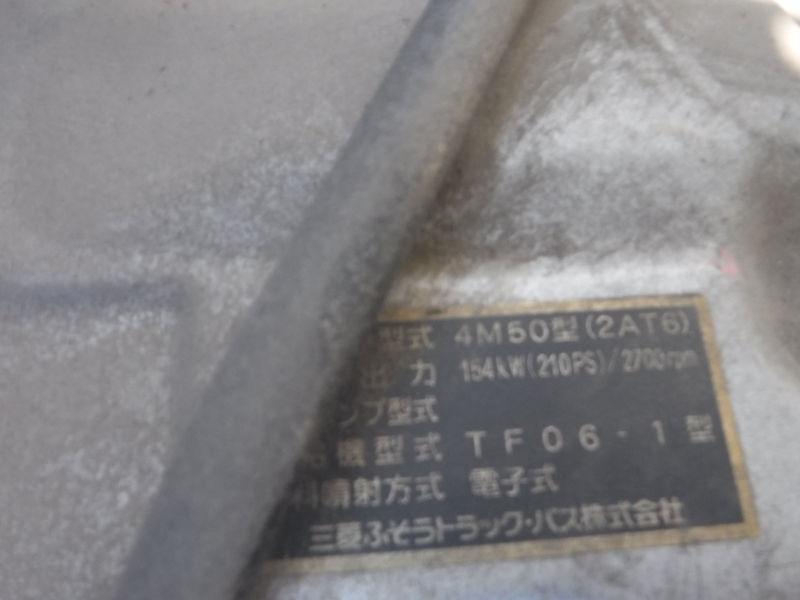 型式 4M50型(2AT6)
出力 154kW(210PS)/2700rpm
ンプ型式
機型式 TF06-1型
料噴射方式 電子式
三菱ふそうトラック・バス株式会社